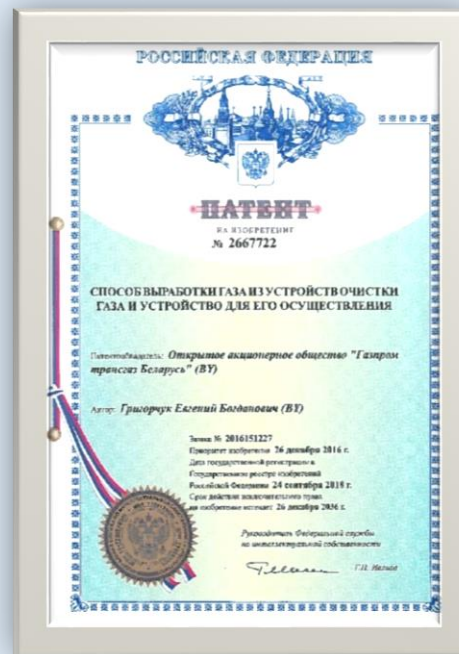 РОССИЙСКАЯ ФЕДЕРАЦИЯ
ПАТЕНТ
НА ИЗОБРЕТЕНИЕ
№ 2667722
СПОСОБ ВЫРАБОТКИ ГАЗА ИЗ УСТРОЙСТВ ОЧИСТКИ
ГАЗА И УСТРОЙСТВО ДЛЯ ЕГО ОСУЩЕСТВЛЕНИЯ
Патентообладатель: Открытое акционерное общество "Газпром
трансгаз Беларусь" (BY)
Автор: Григорчук Евгений Богданович (BY)
Заявка № 2016151227
Приоритет изобретения 26 декабря 2016 г.
Дата государственной регистрации в
Государственном реестре изобретений
Российской Федерации 24 сентября 2018 г.
Срок действия исключительного права
на изобретение истекает 26 декабря 2036 г.
Руководитель Федеральной службы
по интеллектуальной собственности
Г.П. Ивлиев